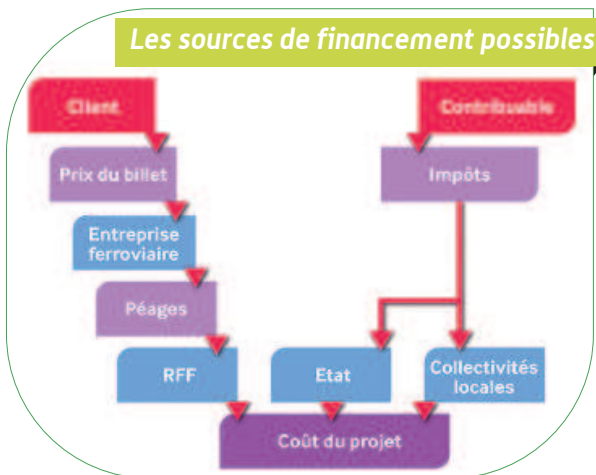 Les sources de financement possibles
Client
Contribuable
Prix du billet
Impôts
Entreprise
ferroviaire
Péages
RFF
Etat
Collectivités
locales
Coût du projet